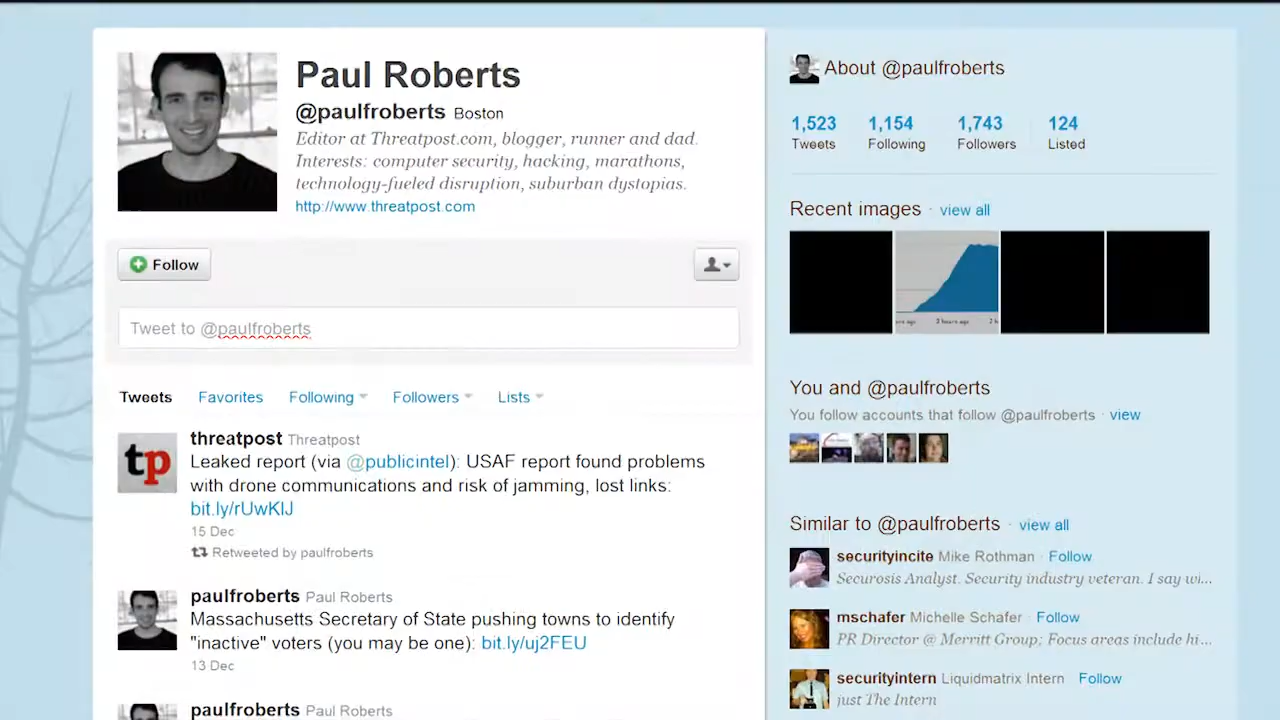 Paul Roberts
@paulfroberts Boston
Editor at Threatpost.com, blogger, runner and dad.
Interests: computer security, hacking, marathons,
technology-fueled disruption, suburban dystopias.
http://www.threatpost.com
Follow
Tweet to @paulfroberts
Tweets Favorites Following Followers Lists
tp
threatpost Threatpost
Leaked report (via @publicintel): USAF report found problems
with drone communications and risk of jamming, lost links:
bit.ly/rUwKIJ
15 Dec
Retweeted by paulfroberts
paulfroberts Paul Roberts
Massachusetts Secretary of State pushing towns to identify
"inactive" voters (you may be one): bit.ly/uj2FEU
13 Dec
paulfroberts Paul Roberts
About @paulfroberts
1,523 1,154 1,743 124
Tweets Following Followers Listed
Recent images · view all
ago 2 hours ago 2 h
You and @paulfroberts
You follow accounts that follow @paulfroberts · view
Similar to @paulfroberts · view all
securityincite Mike Rothman · Follow
Securosis Analyst. Security industry veteran. I say wi...
mschafer Michelle Schafer · Follow
PR Director @ Merritt Group; Focus areas include hi...
securityintern Liquidmatrix Intern · Follow
just The Intern